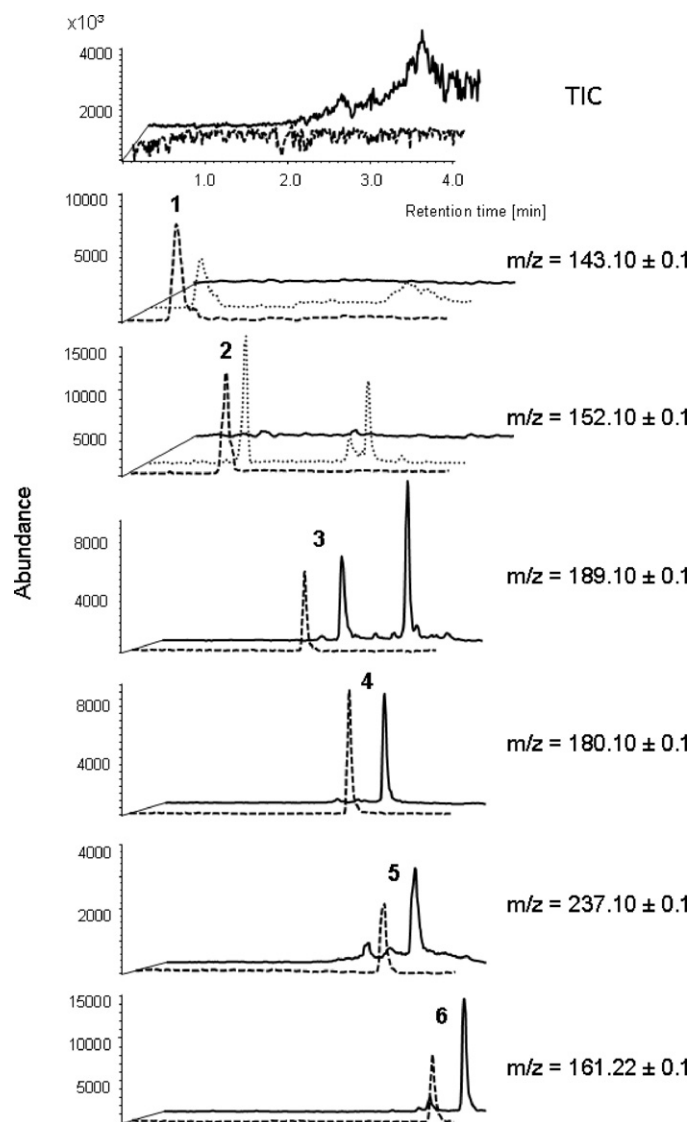 x10³
4000
2000
TIC
1.0 2.0 3.0 4.0
Retention time [min]
10000
5000
1
m/z = 143.10 ± 0.1
15000
10000
5000
2
m/z = 152.10 ± 0.1
Abundance
8000
4000
3
m/z = 189.10 ± 0.1
8000
4000
4
m/z = 180.10 ± 0.1
4000
2000
5
m/z = 237.10 ± 0.1
15000
10000
5000
6
m/z = 161.22 ± 0.1